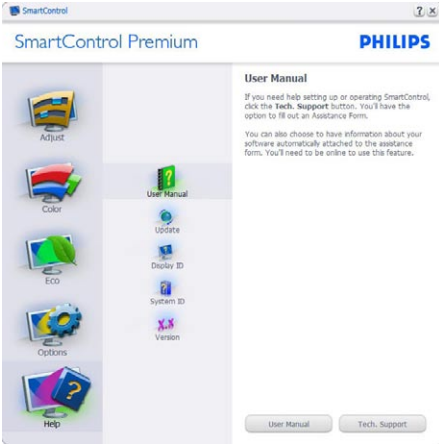 SmartControl
SmartControl Premium
PHILIPS
Adjust
Color
Eco
Options
Help
User Manual
Update
Display ID
System ID
X.X
Version
User Manual
If you need help setting up or operating SmartControl,
click the Tech. Support button. You'll have the
option to fill out an Assistance Form.
You can also choose to have information about your
software automatically attached to the assistance
form. You'll need to be online to use this feature.
User Manual
Tech. Support